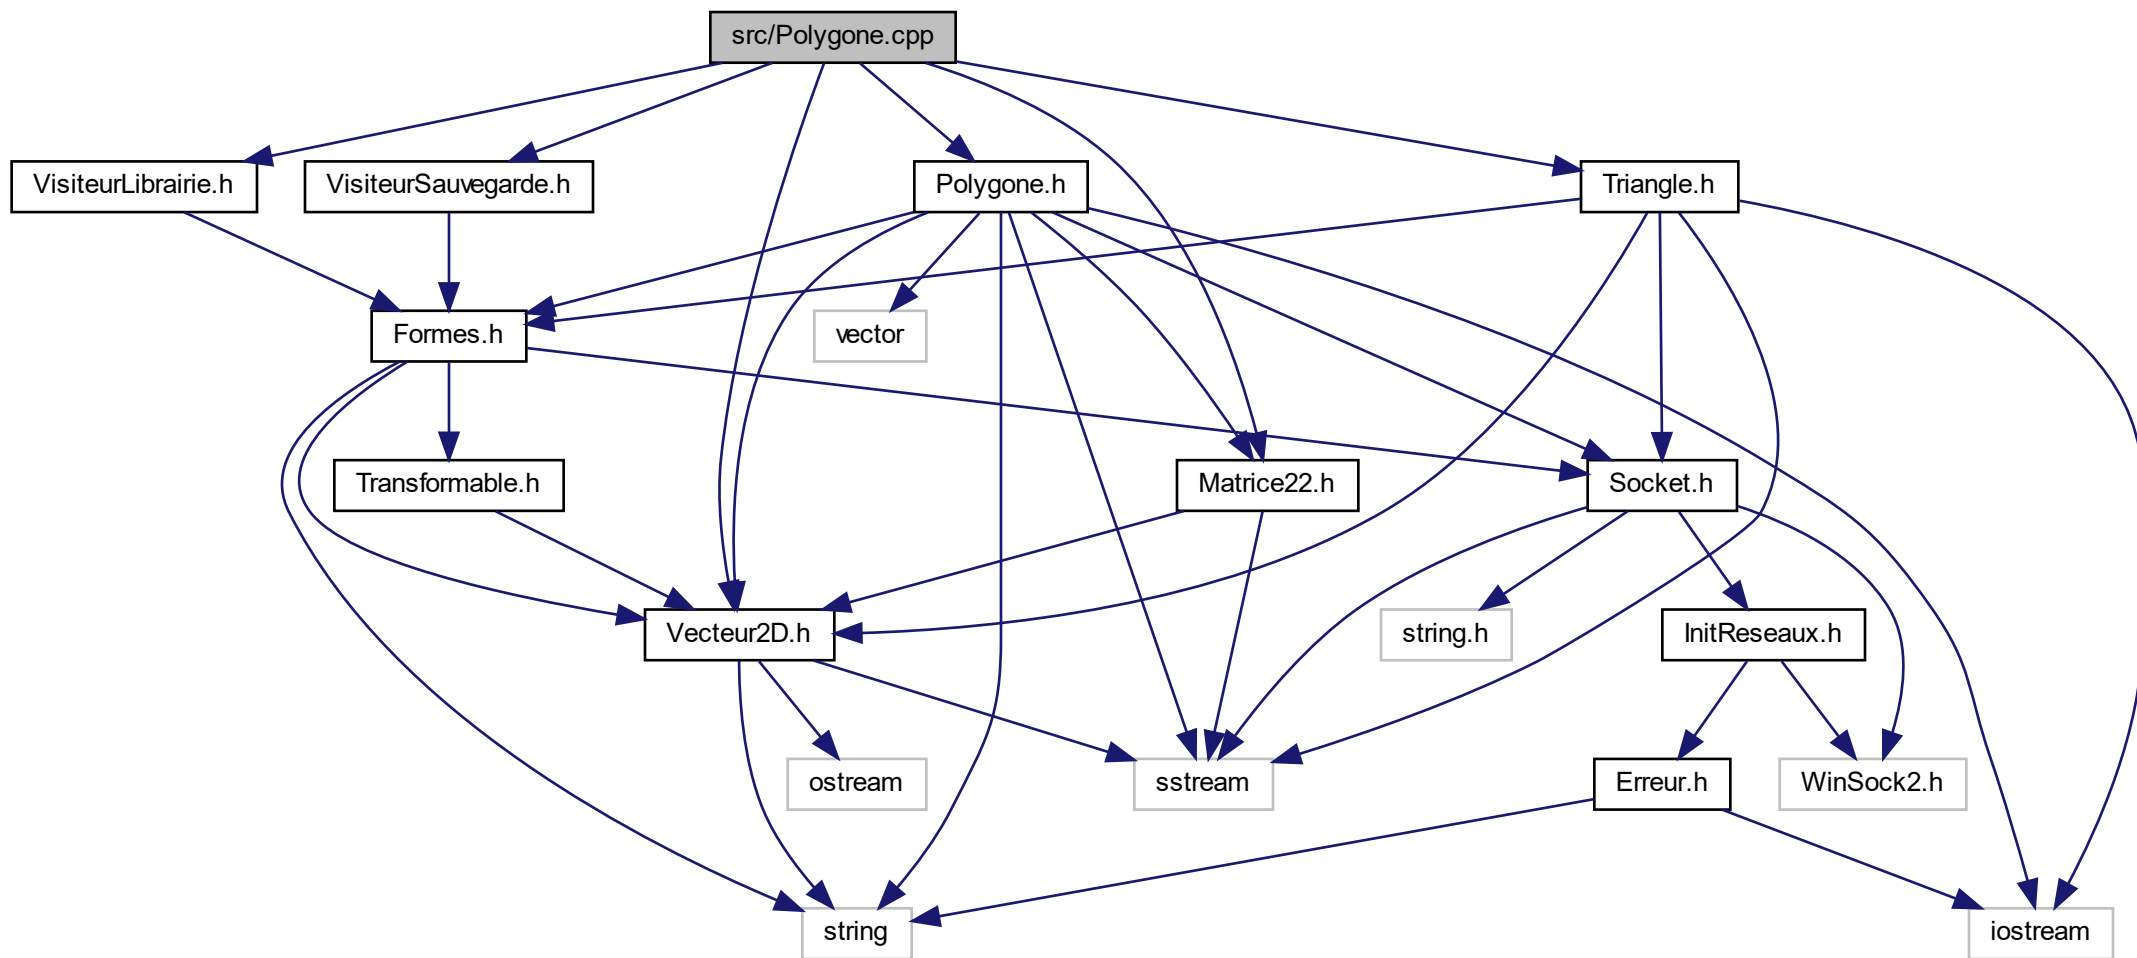 src/Polygone.cpp
VisiteurLibrairie.h
VisiteurSauvegarde.h
Polygone.h
Triangle.h
Formes.h
vector
Transformable.h
Matrice22.h
Socket.h
Vecteur2D.h
string.h
InitReseaux.h
ostream
sstream
Erreur.h
WinSock2.h
string
iostream